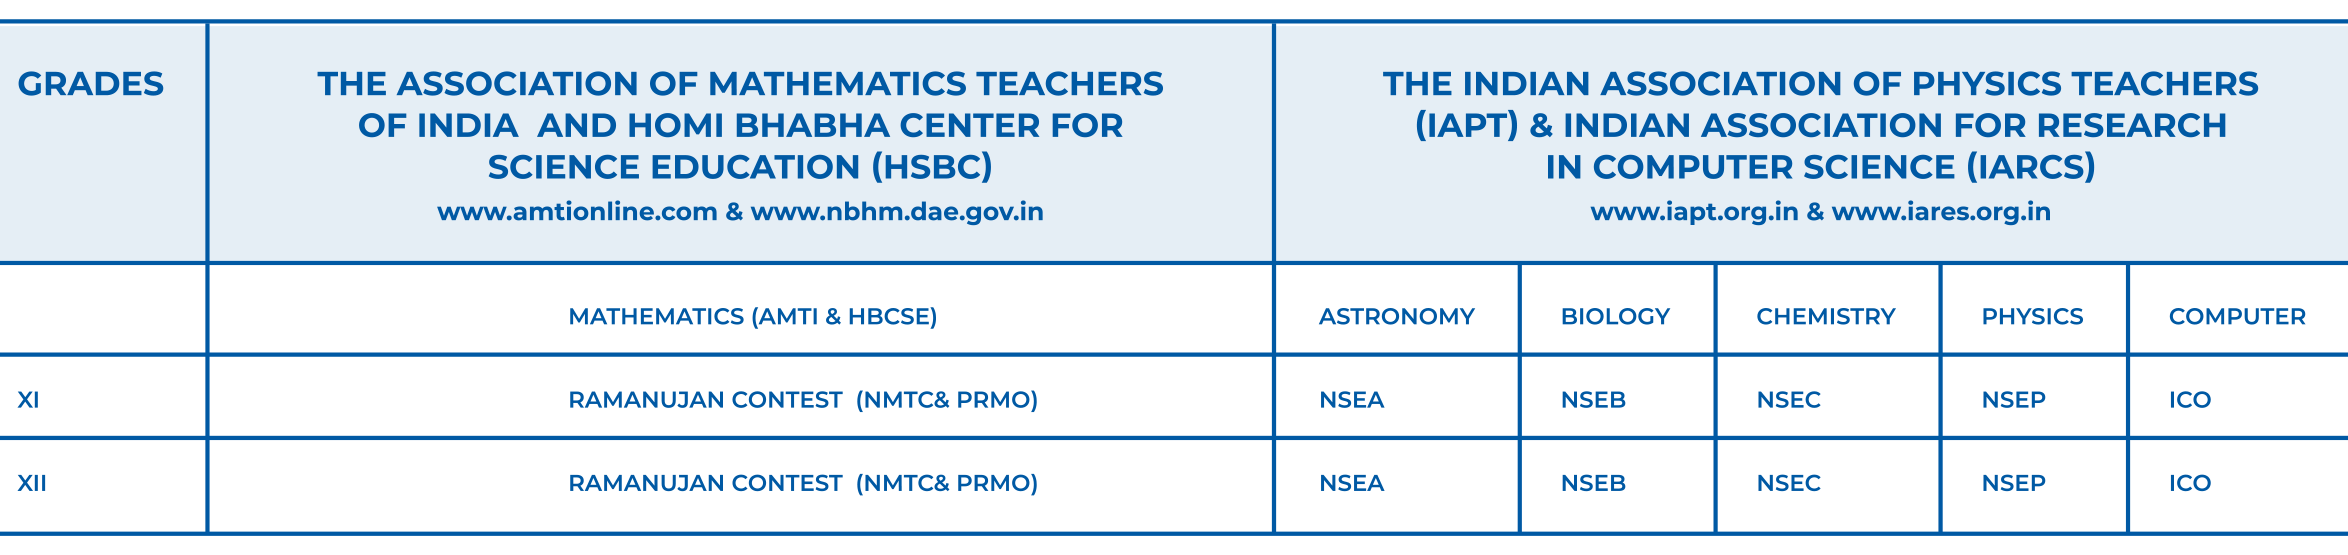 GRADES
THE ASSOCIATION OF MATHEMATICS TEACHERS
OF INDIA  AND HOMI BHABHA CENTER FOR
SCIENCE EDUCATION (HSBC)
www.amtionline.com & www.nbhm.dae.gov.in
THE INDIAN ASSOCIATION OF PHYSICS TEACHERS
(IAPT) & INDIAN ASSOCIATION FOR RESEARCH
IN COMPUTER SCIENCE (IARCS)
www.iapt.org.in & www.iares.org.in
MATHEMATICS (AMTI & HBCSE) ASTRONOMY BIOLOGY CHEMISTRY PHYSICS COMPUTER
XI RAMANUJAN CONTEST  (NMTC& PRMO) NSEA NSEB NSEC NSEP ICO
XII RAMANUJAN CONTEST  (NMTC& PRMO) NSEA NSEB NSEC NSEP ICO